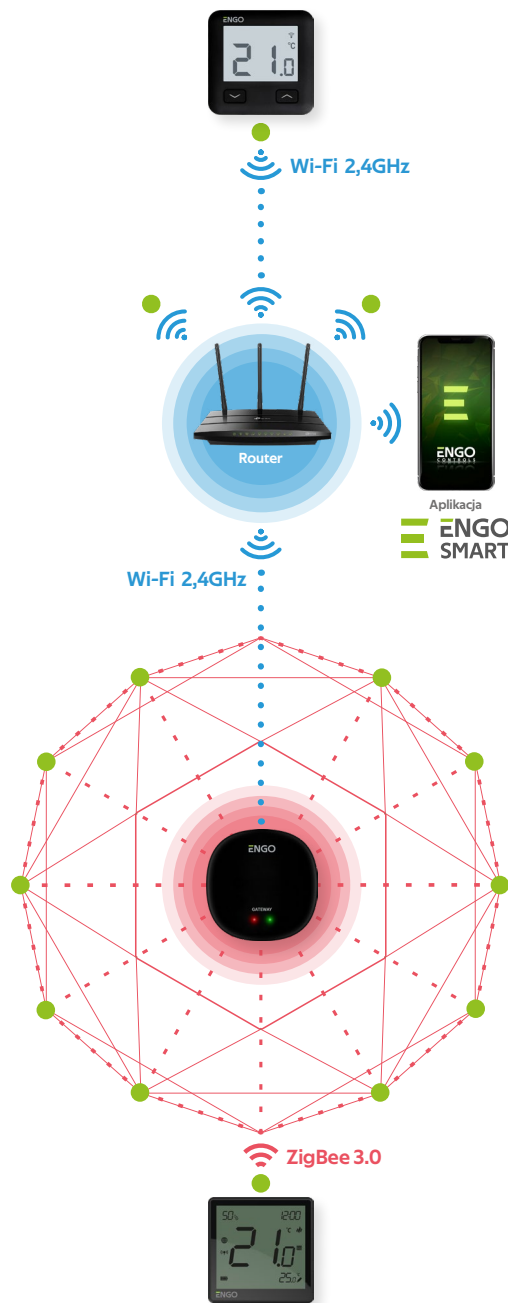 ENGO
°C
21.0
Wi-Fi 2,4GHz
Router
ENGO
CONTROLS
Aplikacja
ENGO
SMART
Wi-Fi 2,4GHz
ENGO
GATEWAY
ZigBee 3.0
50% 12:00
°C
21.0
25.0
ENGO